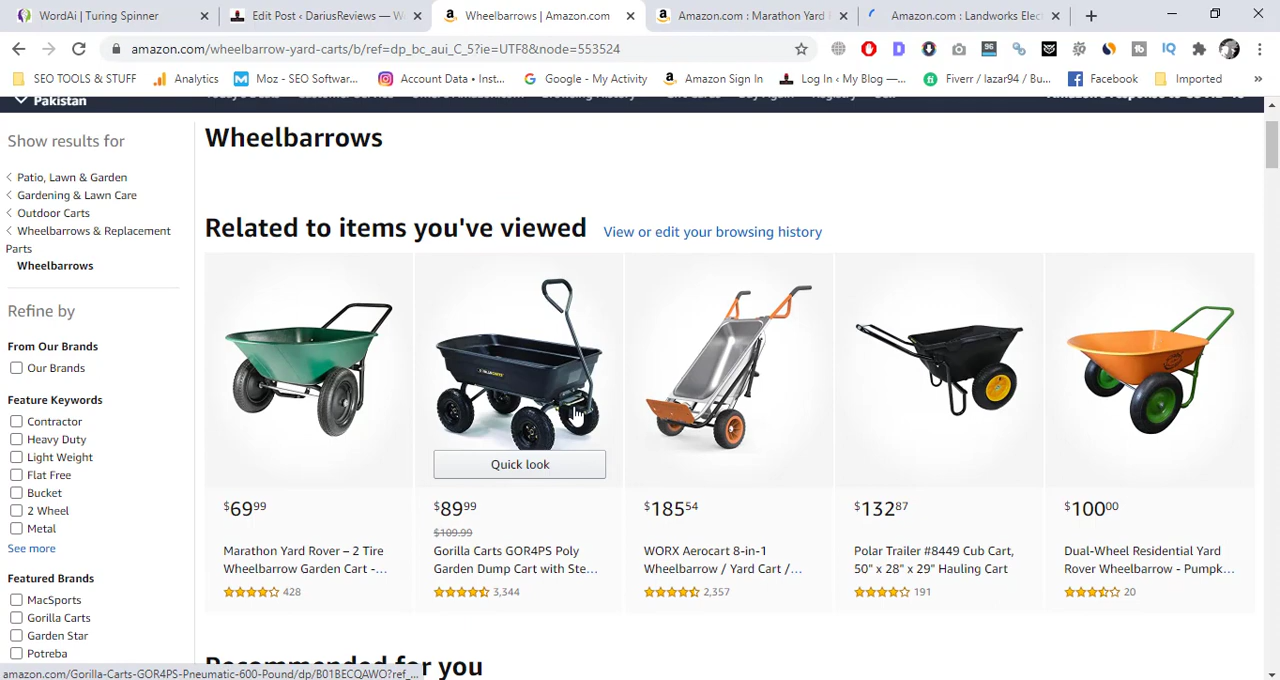 WordAi | Turing Spinner
Edit Post ‹ DariusReviews — W
Wheelbarrows | Amazon.com
Amazon.com : Marathon Yard
Amazon.com : Landworks Elect
amazon.com/wheelbarrow-yard-carts/b/ref=dp_bc_aui_C_5?ie=UTF8&node=553524
96
IQ
SEO TOOLS & STUFF
Analytics
Moz - SEO Software...
Account Data • Inst...
Google - My Activity
Amazon Sign In
Log In ‹ My Blog —...
Fiverr / lazar94 / Bu...
Facebook
Imported
»
Pakistan
Show results for
Patio, Lawn & Garden
Gardening & Lawn Care
Outdoor Carts
Wheelbarrows & Replacement
Parts
Wheelbarrows
Refine by
From Our Brands
Our Brands
Feature Keywords
Contractor
Heavy Duty
Light Weight
Flat Free
Bucket
2 Wheel
Metal
See more
Featured Brands
MacSports
Gorilla Carts
Garden Star
Potreba
Wheelbarrows
Related to items you've viewed View or edit your browsing history
Quick look
$69.99
Marathon Yard Rover – 2 Tire
Wheelbarrow Garden Cart -...
428
$89.99
$109.99
Gorilla Carts GOR4PS Poly
Garden Dump Cart with Ste...
3,344
$185.54
WORX Aerocart 8-in-1
Wheelbarrow / Yard Cart /...
2,357
$132.87
Polar Trailer #8449 Cub Cart,
50" x 28" x 29" Hauling Cart
191
$100.00
Dual-Wheel Residential Yard
Rover Wheelbarrow - Pumpk...
20
Recommended for you
amazon.com/Gorilla-Carts-GOR4PS-Pneumatic-600-Pound/dp/B01BECQAWO?ref_...